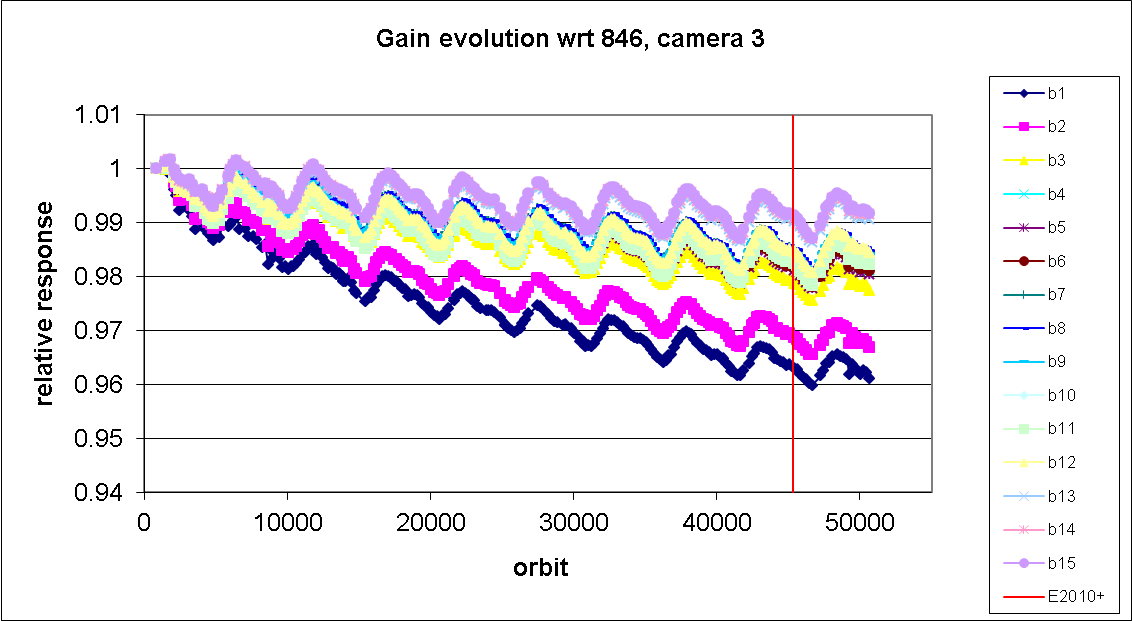 Gain evolution wrt 846, camera 3
1.01
1
0.99
0.98
0.97
0.96
0.95
0.94
relative response
0
10000
20000
30000
40000
50000
orbit
b1
b2
b3
b4
b5
b6
b7
b8
b9
b10
b11
b12
b13
b14
b15
E2010+